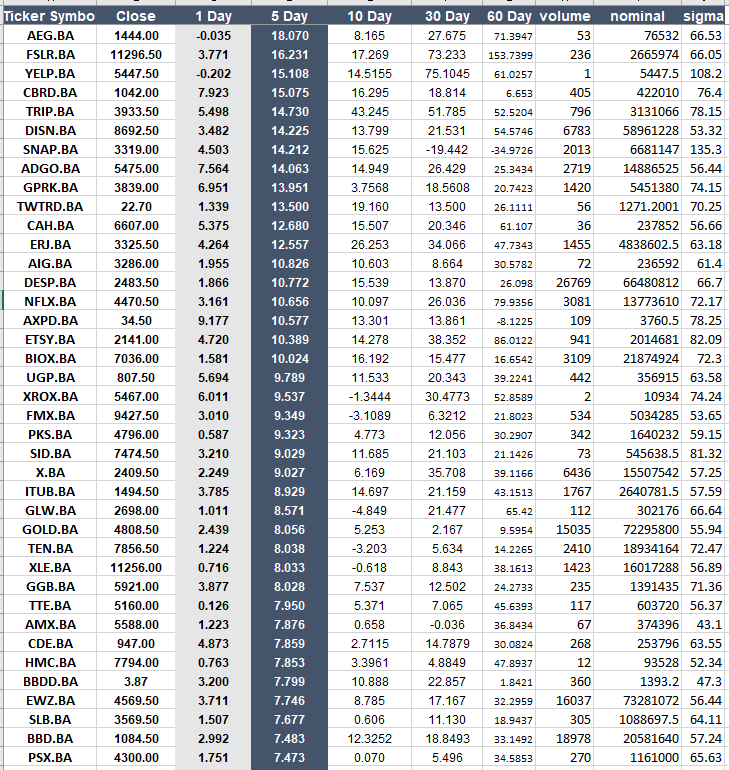 Ticker Symbo Close 1 Day 5 Day 10 Day 30 Day 60 Day volume nominal sigma
AEG.BA 1444.00 -0.035 18.070 8.165 27.675 71.3947 53 76532 66.53
FSLR.BA 11296.50 3.771 16.231 17.269 73.233 153.7399 236 2665974 66.05
YELP.BA 5447.50 -0.202 15.108 14.5155 75.1045 61.0257 1 5447.5 108.2
CBRD.BA 1042.00 7.923 15.075 16.295 18.814 6.653 405 422010 76.4
TRIP.BA 3933.50 5.498 14.730 43.245 51.785 52.5204 796 3131066 78.15
DISN.BA 8692.50 3.482 14.225 13.799 21.531 54.5746 6783 58961228 53.32
SNAP.BA 3319.00 4.503 14.212 15.625 -19.442 -34.9726 2013 6681147 135.3
ADGO.BA 5475.00 7.564 14.063 14.949 26.429 25.3434 2719 14886525 56.44
GPRK.BA 3839.00 6.951 13.951 3.7568 18.5608 20.7423 1420 5451380 74.15
TWTRD.BA 22.70 1.339 13.500 19.160 13.500 26.1111 56 1271.2001 70.25
CAH.BA 6607.00 5.375 12.680 15.507 20.346 61.107 36 237852 56.66
ERJ.BA 3325.50 4.264 12.557 26.253 34.066 47.7343 1455 4838602.5 63.18
AIG.BA 3286.00 1.955 10.826 10.603 8.664 30.5782 72 236592 61.4
DESP.BA 2483.50 1.866 10.772 15.539 13.870 26.098 26769 66480812 66.7
NFLX.BA 4470.50 3.161 10.656 10.097 26.036 79.9356 3081 13773610 72.17
AXPD.BA 34.50 9.177 10.577 13.301 13.861 -8.1225 109 3760.5 78.25
ETSY.BA 2141.00 4.720 10.389 14.278 38.352 86.0122 941 2014681 82.09
BIOX.BA 7036.00 1.581 10.024 16.192 15.477 16.6542 3109 21874924 72.3
UGP.BA 807.50 5.694 9.789 11.533 20.343 39.2241 442 356915 63.58
XROX.BA 5467.00 6.011 9.537 -1.3444 30.4773 52.8589 2 10934 74.24
FMX.BA 9427.50 3.010 9.349 -3.1089 6.3212 21.8023 534 5034285 53.65
PKS.BA 4796.00 0.587 9.323 4.773 12.056 30.2907 342 1640232 59.15
SID.BA 7474.50 3.210 9.029 11.685 21.103 21.1426 73 545638.5 81.32
X.BA 2409.50 2.249 9.027 6.169 35.708 39.1166 6436 15507542 57.25
ITUB.BA 1494.50 3.785 8.929 14.697 21.159 43.1513 1767 2640781.5 57.59
GLW.BA 2698.00 1.011 8.571 -4.849 21.477 65.42 112 302176 66.64
GOLD.BA 4808.50 2.439 8.056 5.253 2.167 9.5954 15035 72295800 55.94
TEN.BA 7856.50 1.224 8.038 -3.203 5.634 14.2265 2410 18934164 72.47
XLE.BA 11256.00 0.716 8.033 -0.618 8.843 38.1613 1423 16017288 56.89
GGB.BA 5921.00 3.877 8.028 7.537 12.502 24.2733 235 1391435 71.36
TTE.BA 5160.00 0.126 7.950 5.371 7.065 45.6393 117 603720 56.37
AMX.BA 5588.00 1.223 7.876 0.658 -0.036 36.8434 67 374396 43.1
CDE.BA 947.00 4.873 7.859 2.7115 14.7879 30.0824 268 253796 63.55
HMC.BA 7794.00 0.763 7.853 3.3961 4.8849 47.8937 12 93528 52.34
BBDD.BA 3.87 3.200 7.799 10.888 22.857 1.8421 360 1393.2 47.3
EWZ.BA 4569.50 3.711 7.746 8.785 17.167 32.2959 16037 73281072 56.44
SLB.BA 3569.50 1.507 7.677 0.606 11.130 18.9437 305 1088697.5 64.11
BBD.BA 1084.50 2.992 7.483 12.3252 18.8493 33.1492 18978 20581640 57.24
PSX.BA 4300.00 1.751 7.473 0.070 5.496 34.5853 270 1161000 65.63